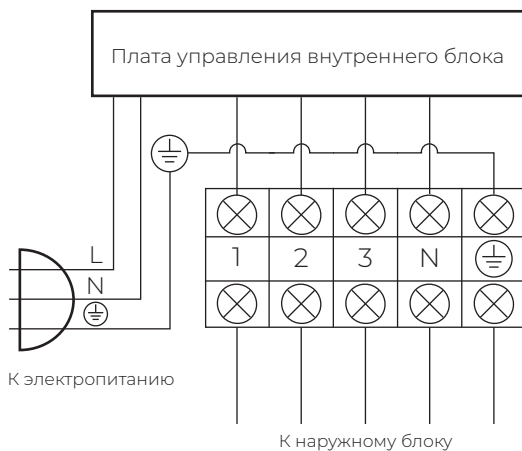 Плата управления внутреннего блока
L
N
1 2 3 N
К электропитанию
К наружному блоку